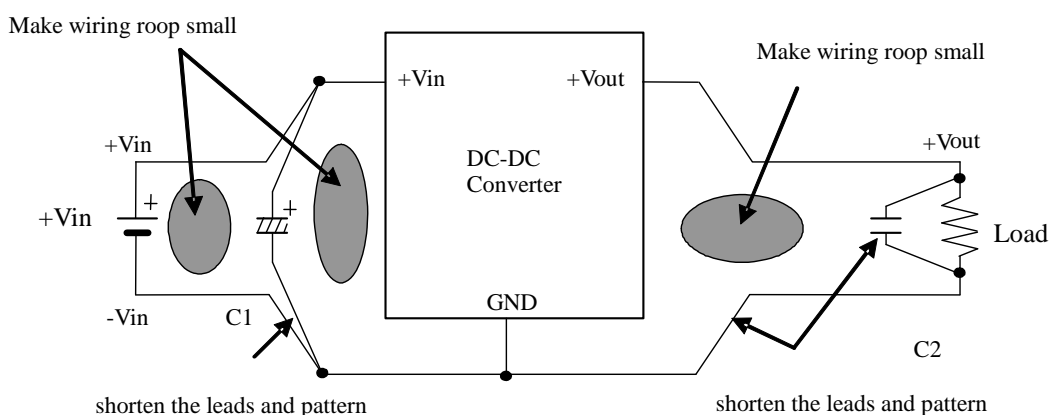 Make wiring roop small
Make wiring roop small
+Vin
+Vout
+Vin
+Vout
DC-DC
Converter
+
+
+Vin
Load
GND
-Vin
C1
C2
shorten the leads and pattern
shorten the leads and pattern